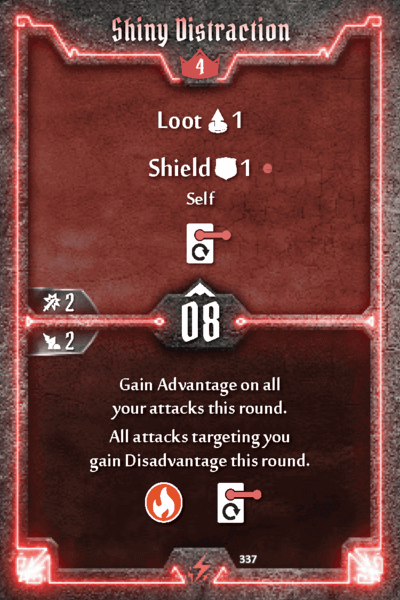 Shiny Distraction
4
Loot 1
Shield 1
Self
2
08
2
Gain Advantage on all
your attacks this round.
All attacks targeting you
gain Disadvantage this round.
337